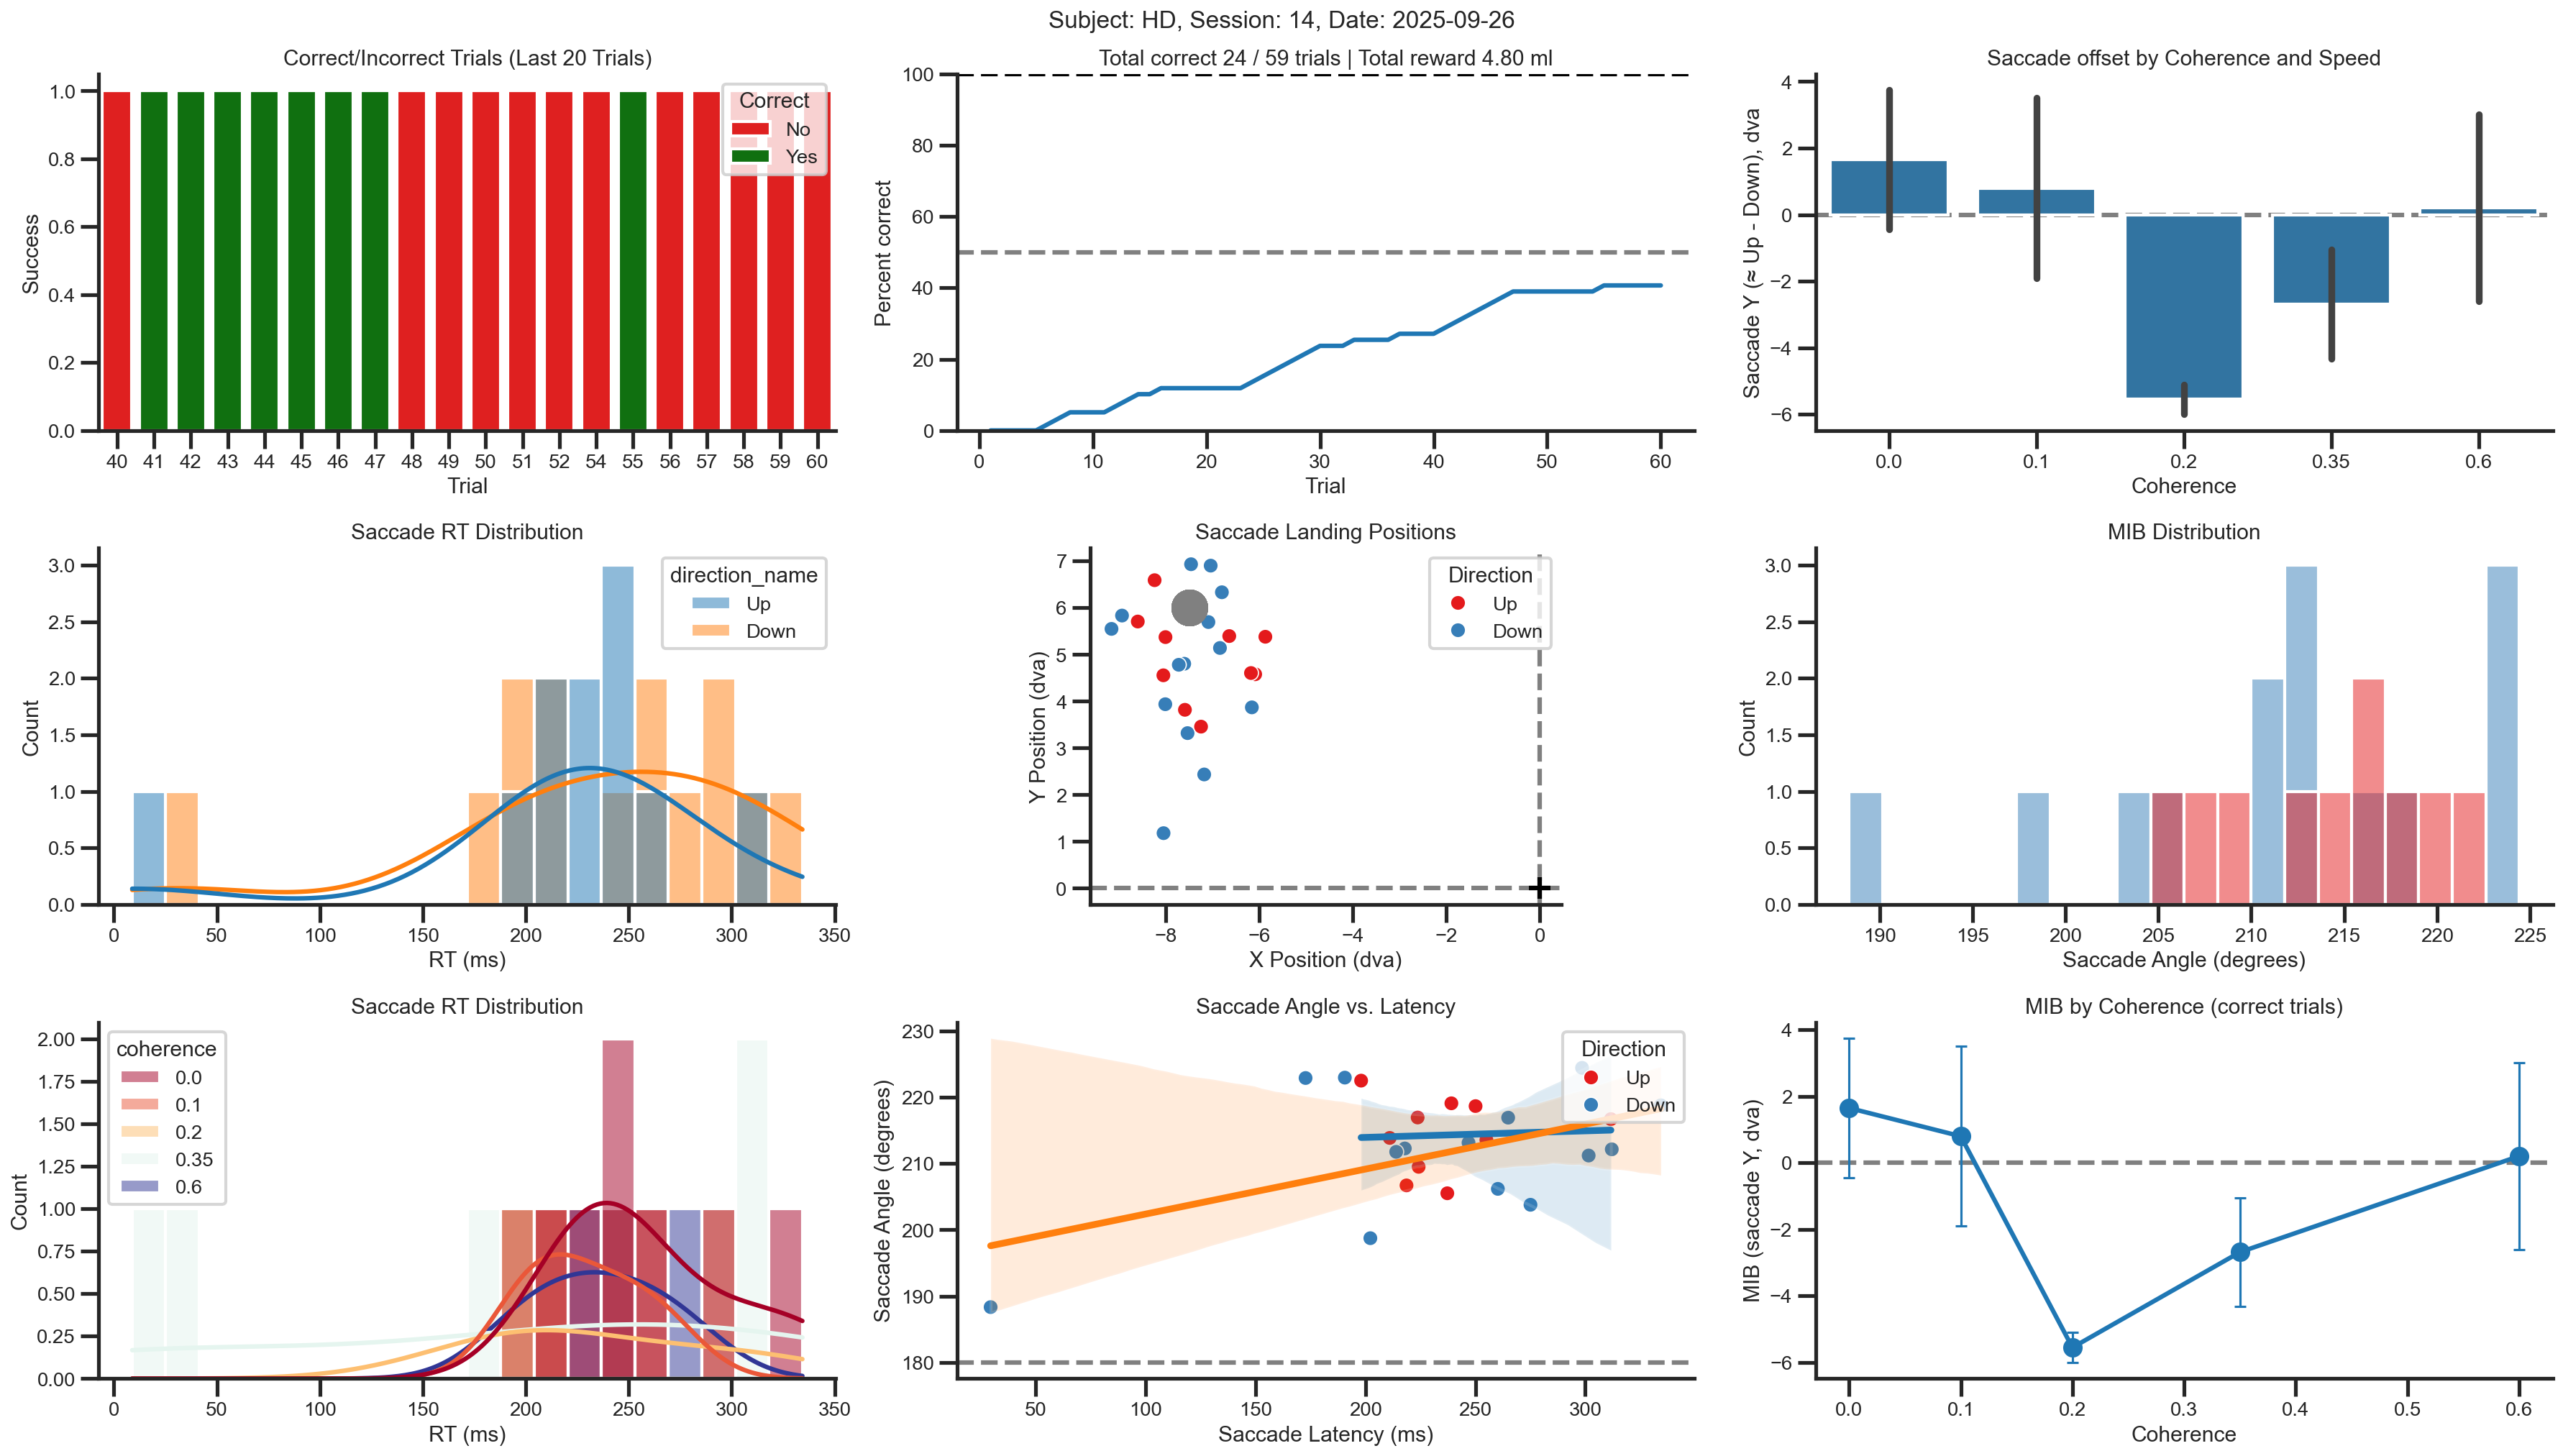 Subject: HD, Session: 14, Date: 2025-09-26
Correct/Incorrect Trials (Last 20 Trials)
Success
1.0
0.8
0.6
0.4
0.2
0.0
Correct
No
Yes
40 41 42 43 44 45 46 47 48 49 50 51 52 54 55 56 57 58 59 60
Trial
Total correct 24 / 59 trials | Total reward 4.80 ml
Percent correct
100
80
60
40
20
0
0 10 20 30 40 50 60
Trial
Saccade offset by Coherence and Speed
Saccade Y (≈ Up - Down), dva
4
2
0
−2
−4
−6
0.0 0.1 0.2 0.35 0.6
Coherence
Saccade RT Distribution
Count
3.0
2.5
2.0
1.5
1.0
0.5
0.0
direction_name
Up
Down
0 50 100 150 200 250 300 350
RT (ms)
Saccade Landing Positions
Y Position (dva)
7
6
5
4
3
2
1
0
Direction
Up
Down
−8 −6 −4 −2 0
X Position (dva)
MIB Distribution
Count
3.0
2.5
2.0
1.5
1.0
0.5
0.0
190 195 200 205 210 215 220 225
Saccade Angle (degrees)
Saccade RT Distribution
Count
2.00
1.75
1.50
1.25
1.00
0.75
0.50
0.25
0.00
coherence
0.0
0.1
0.2
0.35
0.6
0 50 100 150 200 250 300 350
RT (ms)
Saccade Angle vs. Latency
Saccade Angle (degrees)
230
220
210
200
190
180
Direction
Up
Down
50 100 150 200 250 300
Saccade Latency (ms)
MIB by Coherence (correct trials)
MIB (saccade Y, dva)
4
2
0
−2
−4
−6
0.0 0.1 0.2 0.3 0.4 0.5 0.6
Coherence